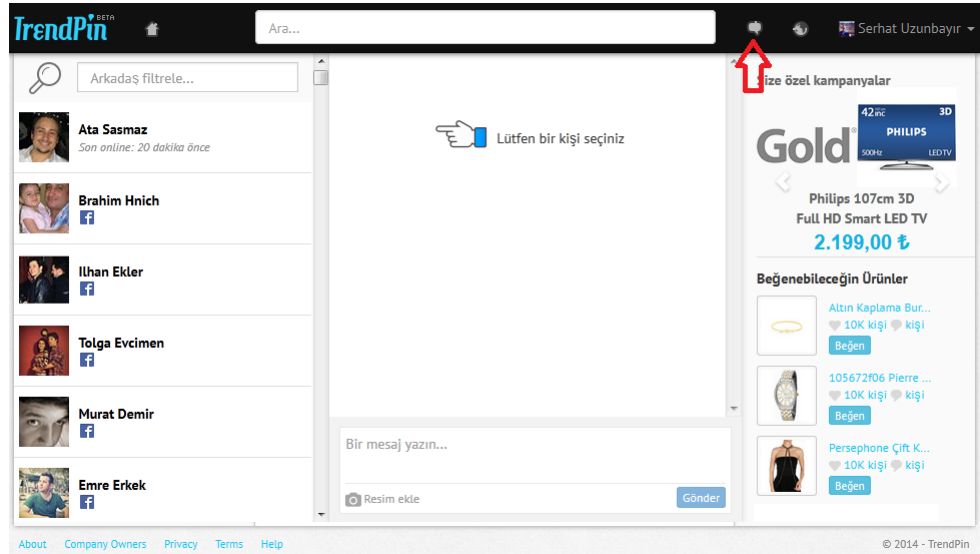 TrendPin BETA
Ara...
Serhat Uzunbayır
Arkadaş filtrele...
Ata Sasmaz
Son online: 20 dakika önce
Brahim Hnich
Ilhan Ekler
Tolga Evcimen
Murat Demir
Emre Erkek
Lütfen bir kişi seçiniz
Bir mesaj yazın...
Resim ekle
Gönder
Size özel kampanyalar
Gold
42 inc
3D
PHILIPS
500Hz
LED TV
Philips 107cm 3D
Full HD Smart LED TV
2.199,00 ₺
Beğenebileceğin Ürünler
Altın Kaplama Bur...
10K kişi kişi
Beğen
105672f06 Pierre ...
10K kişi kişi
Beğen
Persephone Çift K...
10K kişi kişi
Beğen
About Company Owners Privacy Terms Help
© 2014 - TrendPin